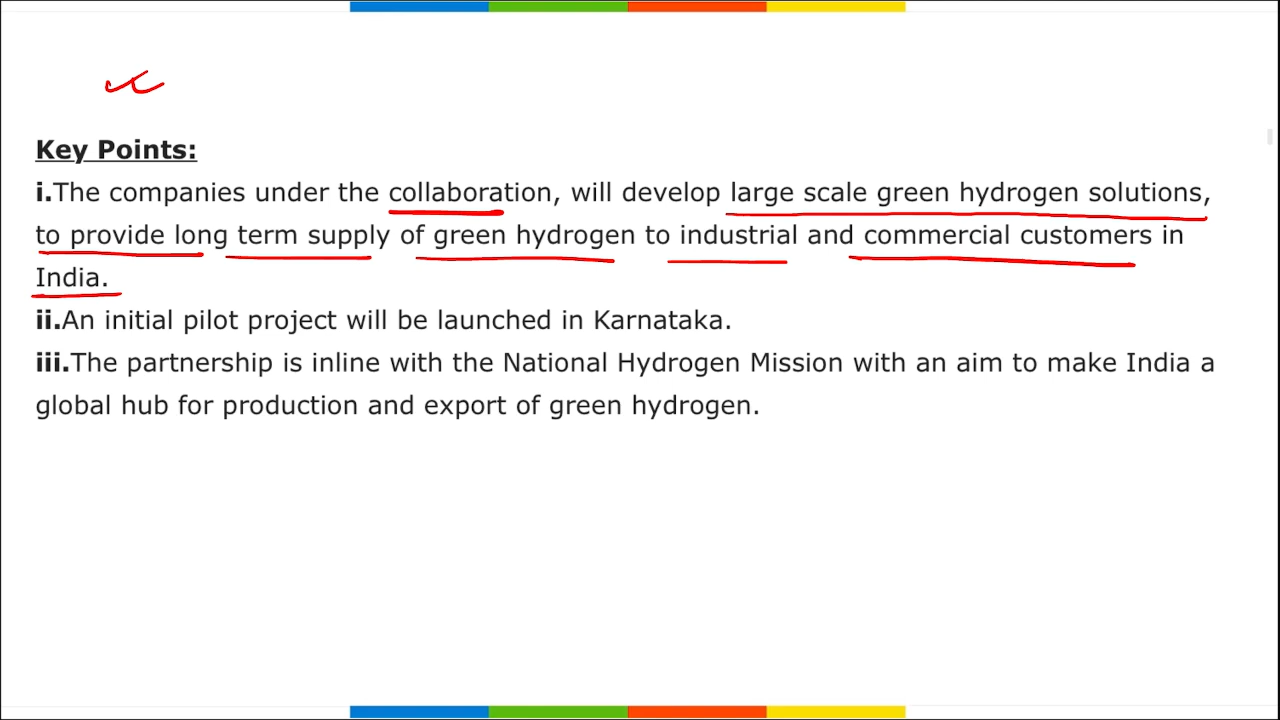 Key Points:
i.The companies under the collaboration, will develop large scale green hydrogen solutions,
to provide long term supply of green hydrogen to industrial and commercial customers in
India.
ii.An initial pilot project will be launched in Karnataka.
iii.The partnership is inline with the National Hydrogen Mission with an aim to make India a
global hub for production and export of green hydrogen.